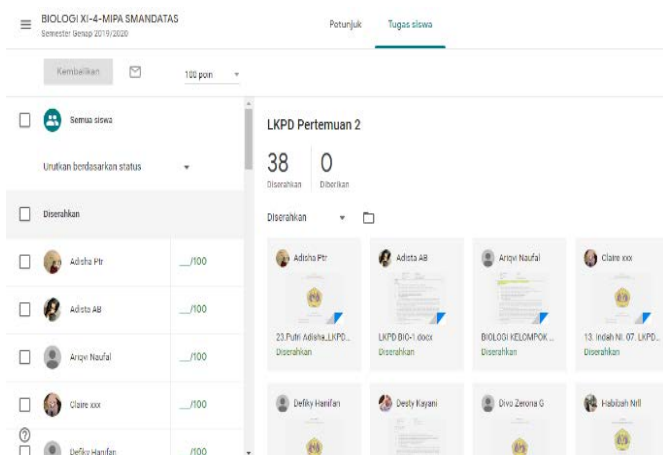 BIOLOGI XI-4-MIPA SMANDATAS
Semester Genap 2019/2020
Petunjuk
Tugas siswa
Kembalikan
100 poin
Semua siswa
Urutkan berdasarkan status
Diserahkan
Adisha Ptr
__/100
Adista AB
__/100
Ariqvi Naufal
__/100
Claire xxx
__/100
Defiky Hanifan
/100
LKPD Pertemuan 2
38
Diserahkan
0
Diberikan
Diserahkan
Adisha Ptr
23.Putri Adisha_LKPD...
Diserahkan
Adista AB
LKPD BIO-1.docx
Diserahkan
Ariqvi Naufal
BIOLOGI KELOMPOK ...
Diserahkan
Claire xxx
13. Indah NI. 07. LKPD...
Diserahkan
Defiky Hanifan
Desty Kayani
Divo Zerona G
Habibah Nrll